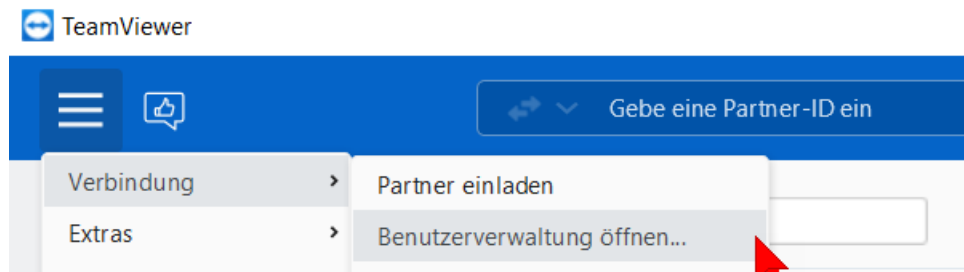 TeamViewer
Gebe eine Partner-ID ein
Verbindung
Partner einladen
Extras
Benutzerverwaltung öffnen...